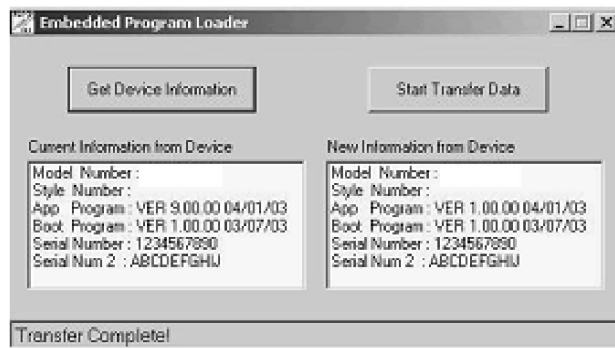 Embedded Program Loader
Get Device Information
Start Transfer Data
Current Information from Device
Model Number :
Style Number :
App Program : VER 9.00.00 04/01/03
Boot Program : VER 1.00.00 03/07/03
Serial Number : 1234567890
Serial Num 2 : ABCDEFGHIJ
New Information from Device
Model Number :
Style Number :
App Program : VER 1.00.00 04/01/03
Boot Program : VER 1.00.00 03/07/03
Serial Number : 1234567890
Serial Num 2 : ABCDEFGHIJ
Transfer Complete!